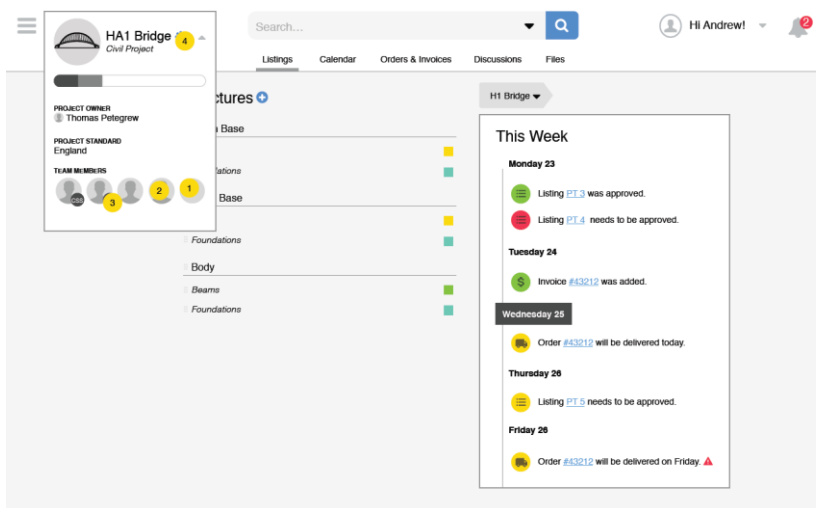 HA1 Bridge
4
Civil Project
PROJECT OWNER
Thomas Petegrew
PROJECT STANDARD
England
TEAM MEMBERS
CSS
3
2
1
Search...
Hi Andrew!
2
Listings
Calendar
Orders & Invoices
Discussions
Files
ctures
Base
ations
Base
Foundations
Body
Beams
Foundations
H1 Bridge
This Week
Monday 23
Listing PT 3 was approved.
Listing PT 4 needs to be approved.
Tuesday 24
Invoice #43212 was added.
Wednesday 25
Order #43212 will be delivered today.
Thursday 26
Listing PT 5 needs to be approved.
Friday 26
Order #43212 will be delivered on Friday.